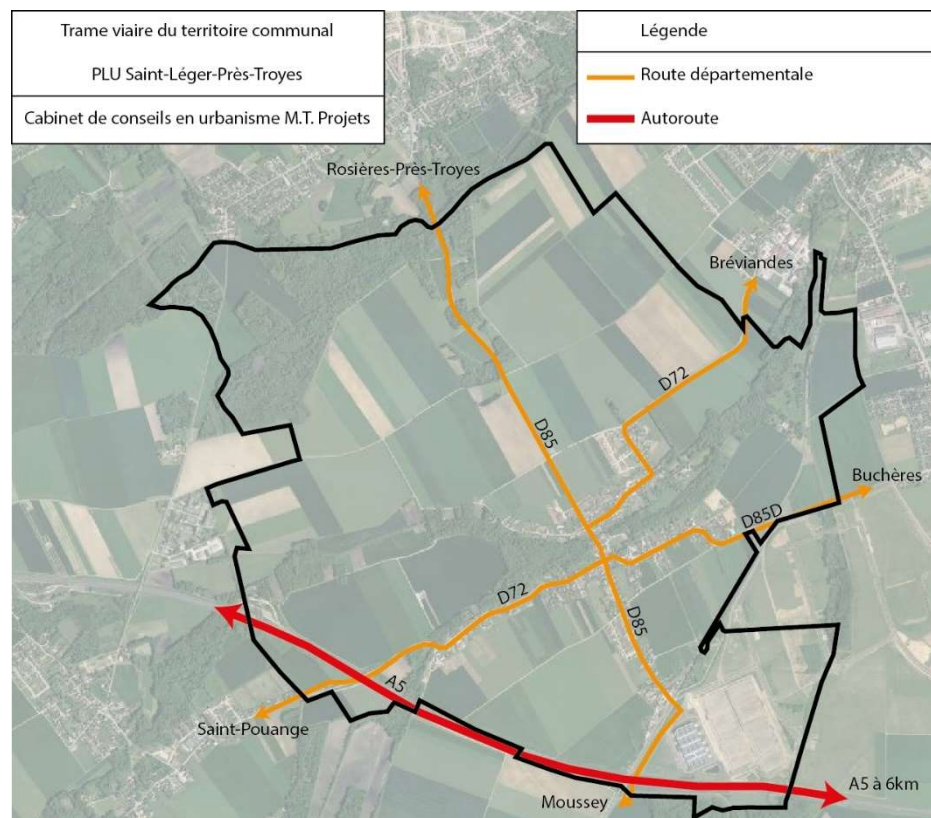 Trame viaire du territoire communal
PLU Saint-Léger-Près-Troyes
Cabinet de conseils en urbanisme M.T. Projets
Légende
Route départementale
Autoroute
Rosières-Près-Troyes
Bréviandes
D72
D85
Buchères
D85D
D72
D85
A5
Saint-Pouange
Moussey
A5 à 6km